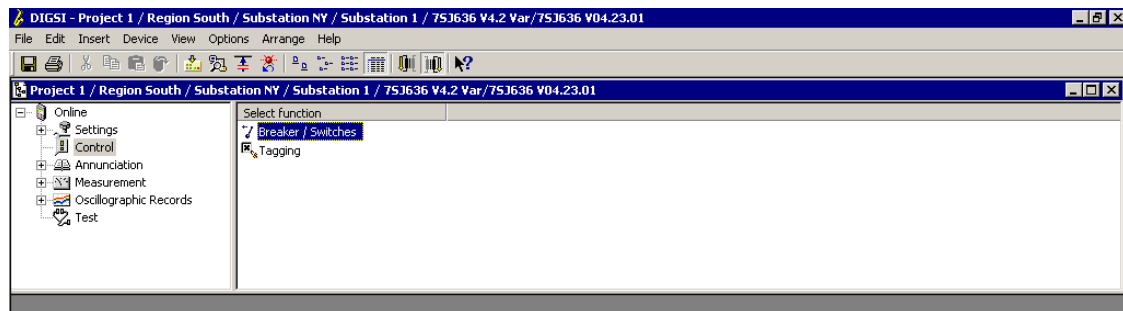 DIGSI - Project 1 / Region South / Substation NY / Substation 1 / 7SJ636 V4.2 Var/7SJ636 V04.23.01
File Edit Insert Device View Options Arrange Help
Project 1 / Region South / Substation NY / Substation 1 / 7SJ636 V4.2 Var/7SJ636 V04.23.01
Online
Settings
Control
Annunciation
Measurement
Oscillographic Records
Test
Select function
Breaker / Switches
Tagging